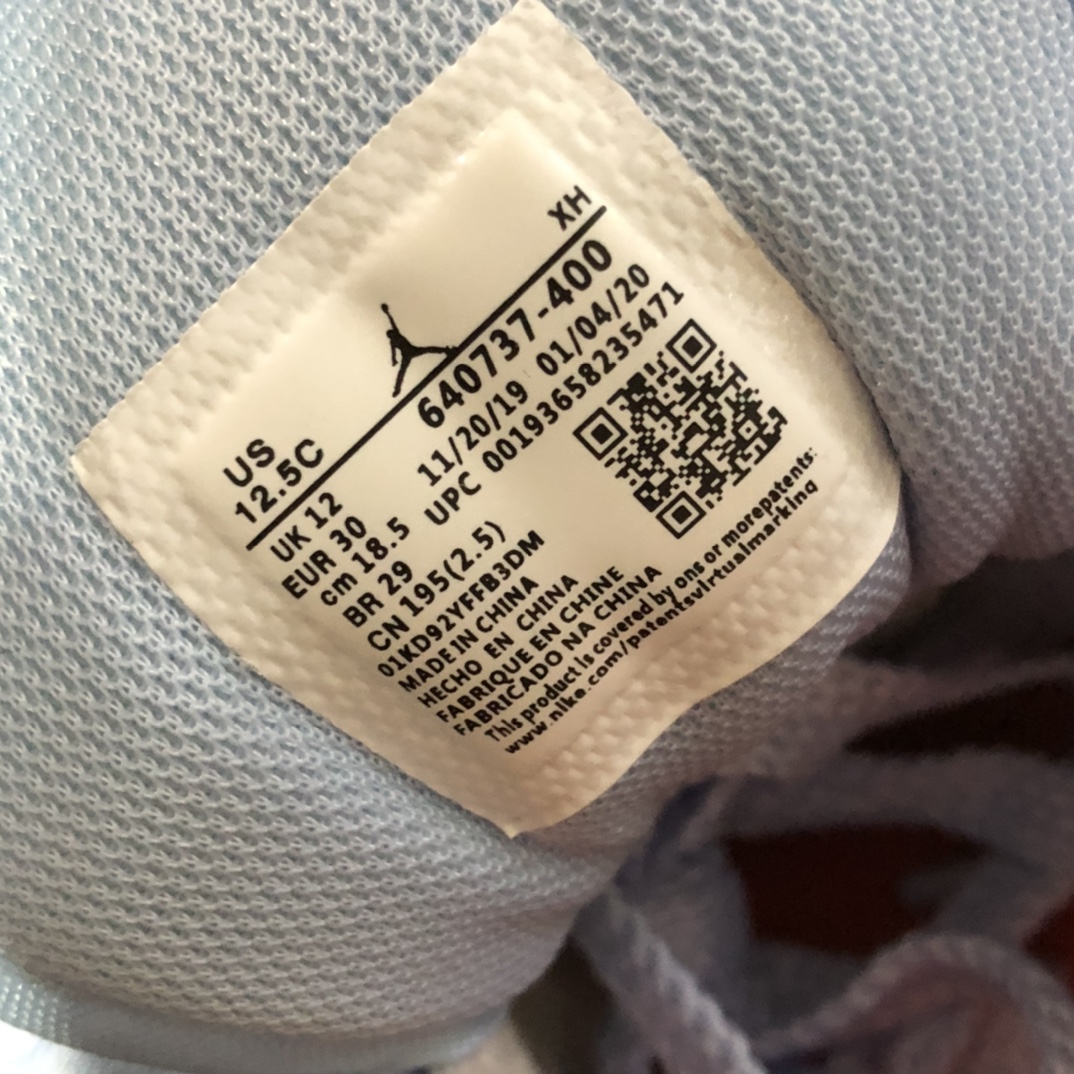 XH
US
12.5C
640737-400
UK 12
11/20/19 01/04/20
EUR 30
UPC 00193658235471
cm 18.5
BR 29
CN 195(2.5)
01KD92YFFB3DM
MADE IN CHINA
HECHO EN CHINA
FABRIQUE EN CHINE
FABRICADO NA CHINA
This product is covered by one or morepatents:
www.nike.com/patentsvirtualmarking